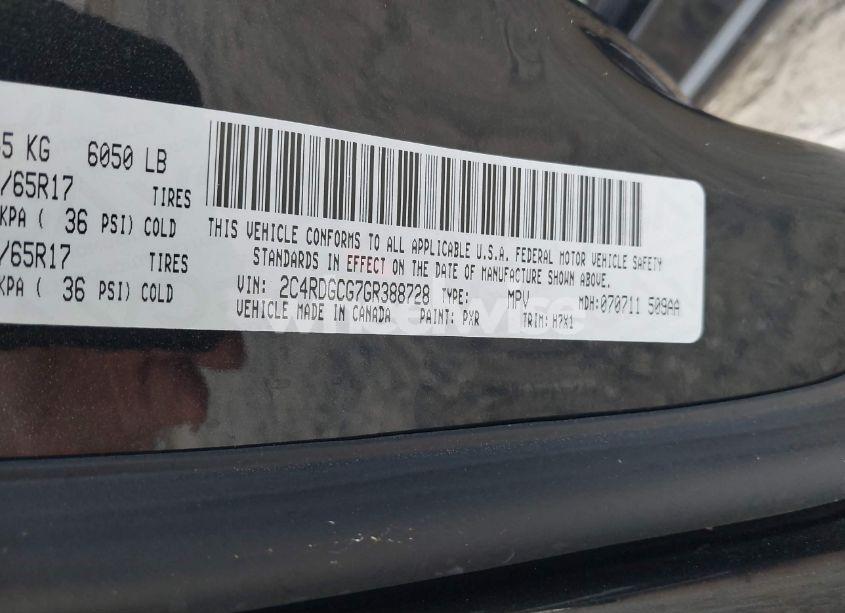 5 KG 6050 LB
/65R17 TIRES
KPA ( 36 PSI) COLD
/65R17 TIRES
KPA ( 36 PSI) COLD
THIS VEHICLE CONFORMS TO ALL APPLICABLE U.S.A. FEDERAL MOTOR VEHICLE SAFETY
STANDARDS IN EFFECT ON THE DATE OF MANUFACTURE SHOWN ABOVE.
VIN: 2C4RDGCG7GR388728 TYPE: MPV MDH:070711 509AA
VEHICLE MADE IN CANADA PAINT: PXR TRIM: H7X1